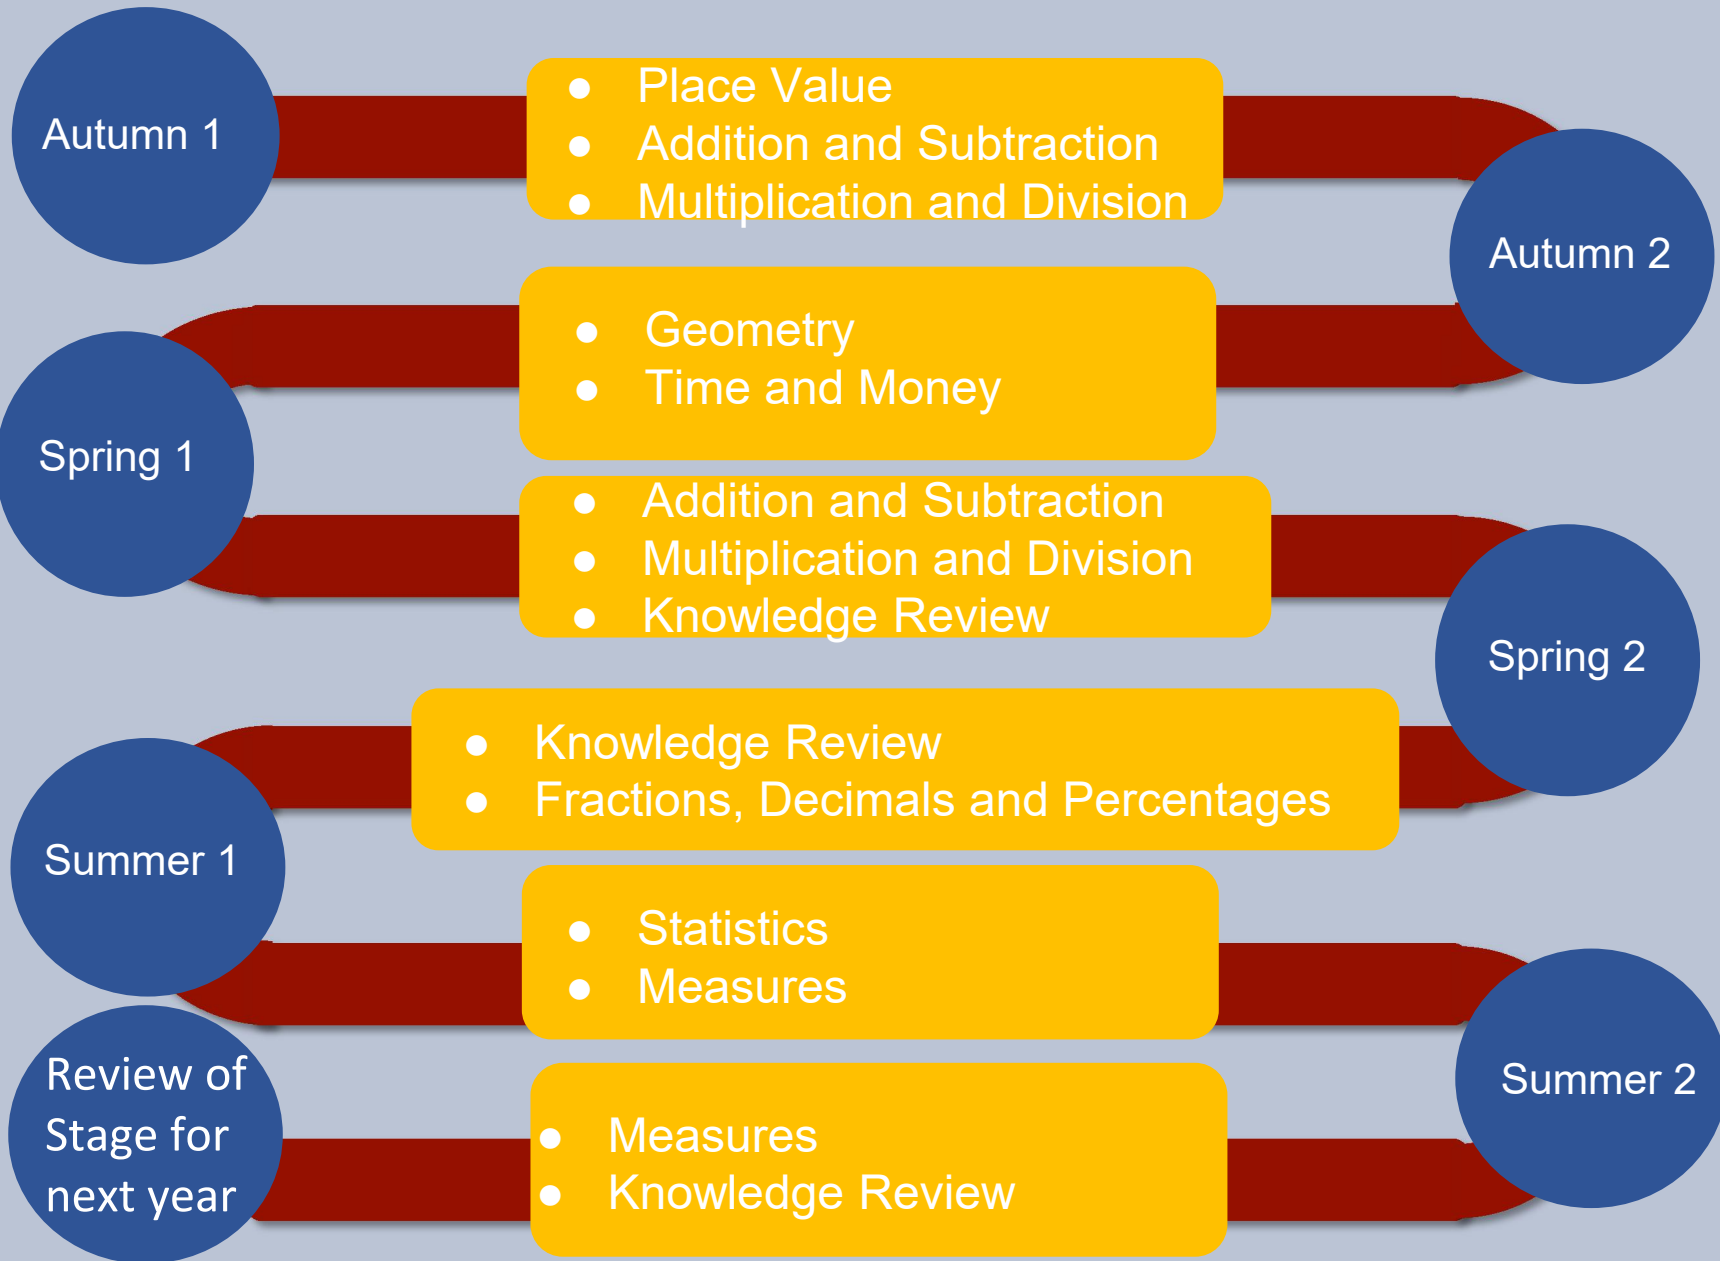 Autumn 1
● Place Value
● Addition and Subtraction
● Multiplication and Division
Autumn 2
● Geometry
● Time and Money
Spring 1
● Addition and Subtraction
● Multiplication and Division
● Knowledge Review
Spring 2
● Knowledge Review
● Fractions, Decimals and Percentages
Summer 1
● Statistics
● Measures
Summer 2
● Measures
● Knowledge Review
Review of
Stage for
next year